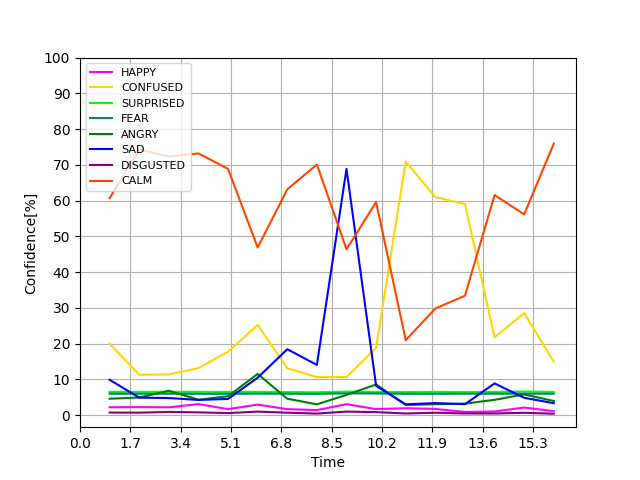 100
90
80
70
60
50
40
30
20
10
0
Confidence[%]
HAPPY
CONFUSED
SURPRISED
FEAR
ANGRY
SAD
DISGUSTED
CALM
0.0 1.7 3.4 5.1 6.8 8.5 10.2 11.9 13.6 15.3
Time